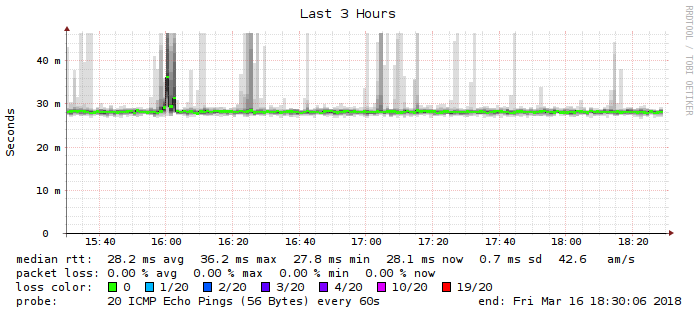 Last 3 Hours
RRDTOOL / TOBI OETIKER
Seconds
40 m
30 m
20 m
10 m
0
15:40 16:00 16:20 16:40 17:00 17:20 17:40 18:00 18:20
median rtt: 28.2 ms avg 36.2 ms max 27.8 ms min 28.1 ms now 0.7 ms sd 42.6 am/s
packet loss: 0.00 % avg 0.00 % max 0.00 % min 0.00 % now
loss color: 0 1/20 2/20 3/20 4/20 10/20 19/20
probe: 20 ICMP Echo Pings (56 Bytes) every 60s end: Fri Mar 16 18:30:06 2018